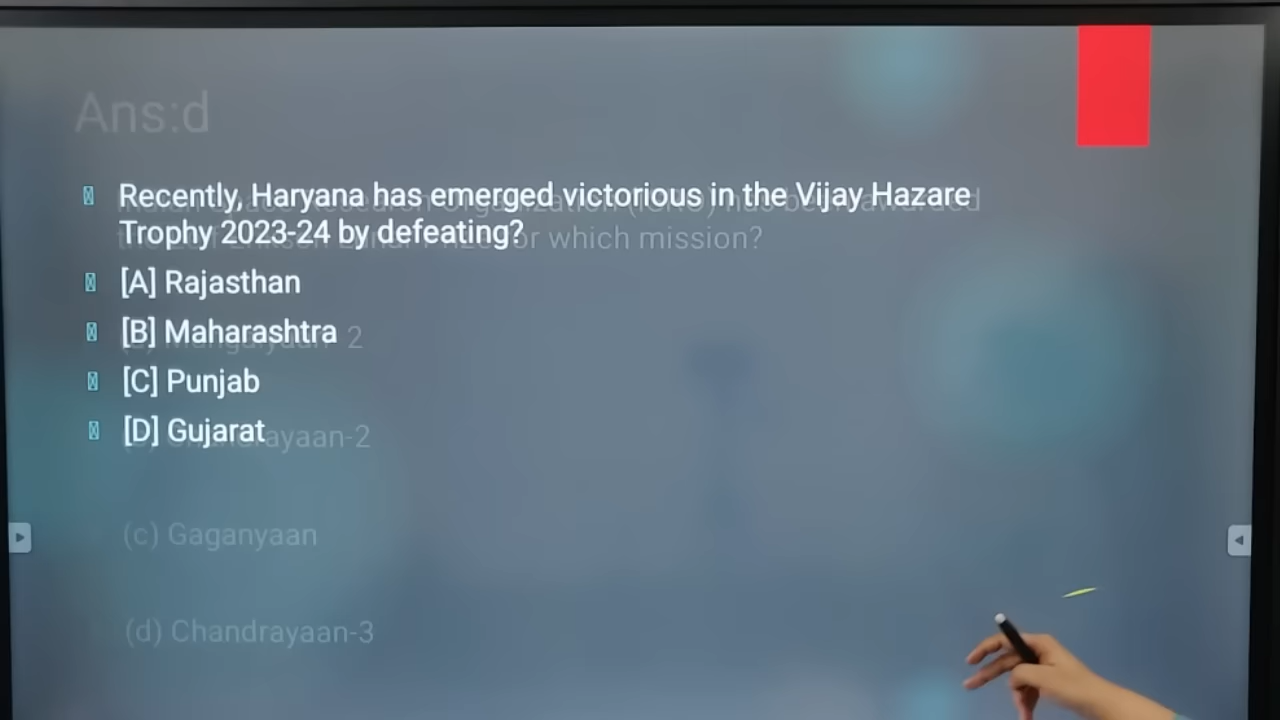 Ans:d
Recently, Haryana has emerged victorious in the Vijay Hazare
Trophy 2023-24 by defeating?
or which mission?
[A] Rajasthan
[B] Maharashtra
2
[C] Punjab
[D] Gujarat
ayaan-2
(c) Gaganyaan
(d) Chandrayaan-3